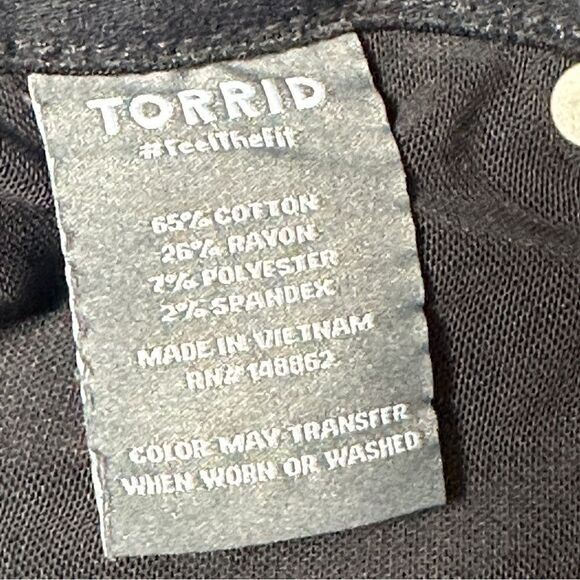 TORRID
#FeelTheFit
65% COTTON
26% RAYON
7% POLYESTER
2% SPANDEX
MADE IN VIETNAM
RN# 148862
COLOR MAY TRANSFER
WHEN WORN OR WASHED